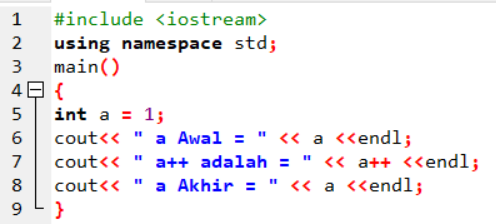 1 #include <iostream>
2 using namespace std;
3 main()
4 {
5 int a = 1;
6 cout<< " a Awal = " << a <<endl;
7 cout<< " a++ adalah = " << a++ <<endl;
8 cout<< " a Akhir = " << a <<endl;
9 }